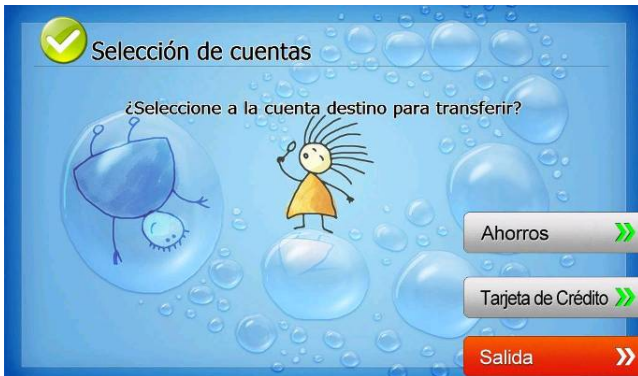 Selección de cuentas
¿Seleccione a la cuenta destino para transferir?
Ahorros
Tarjeta de Crédito
Salida